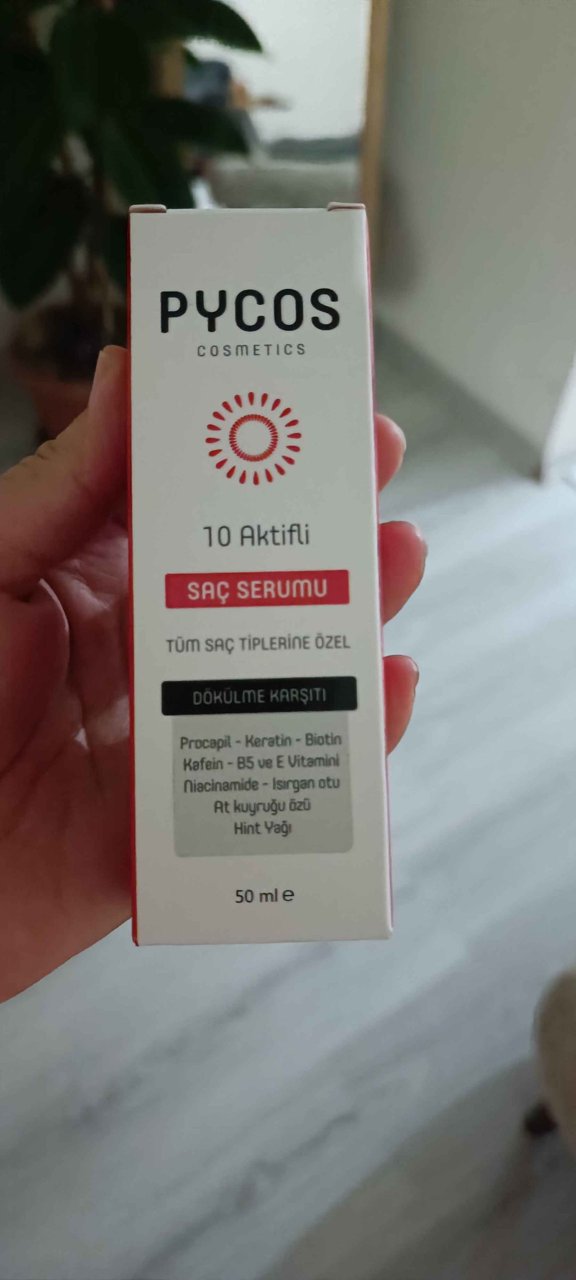 PYCOS
COSMETICS
10 Aktifli
SAÇ SERUMU
TÜM SAÇ TİPLERİNE ÖZEL
DÖKÜLME KARŞITI
Procapil - Keratin - Biotin
Kafein - B5 ve E Vitamini
Niacinamide - Isırgan otu
At kuyruğu özü
Hint Yağı
50 ml e